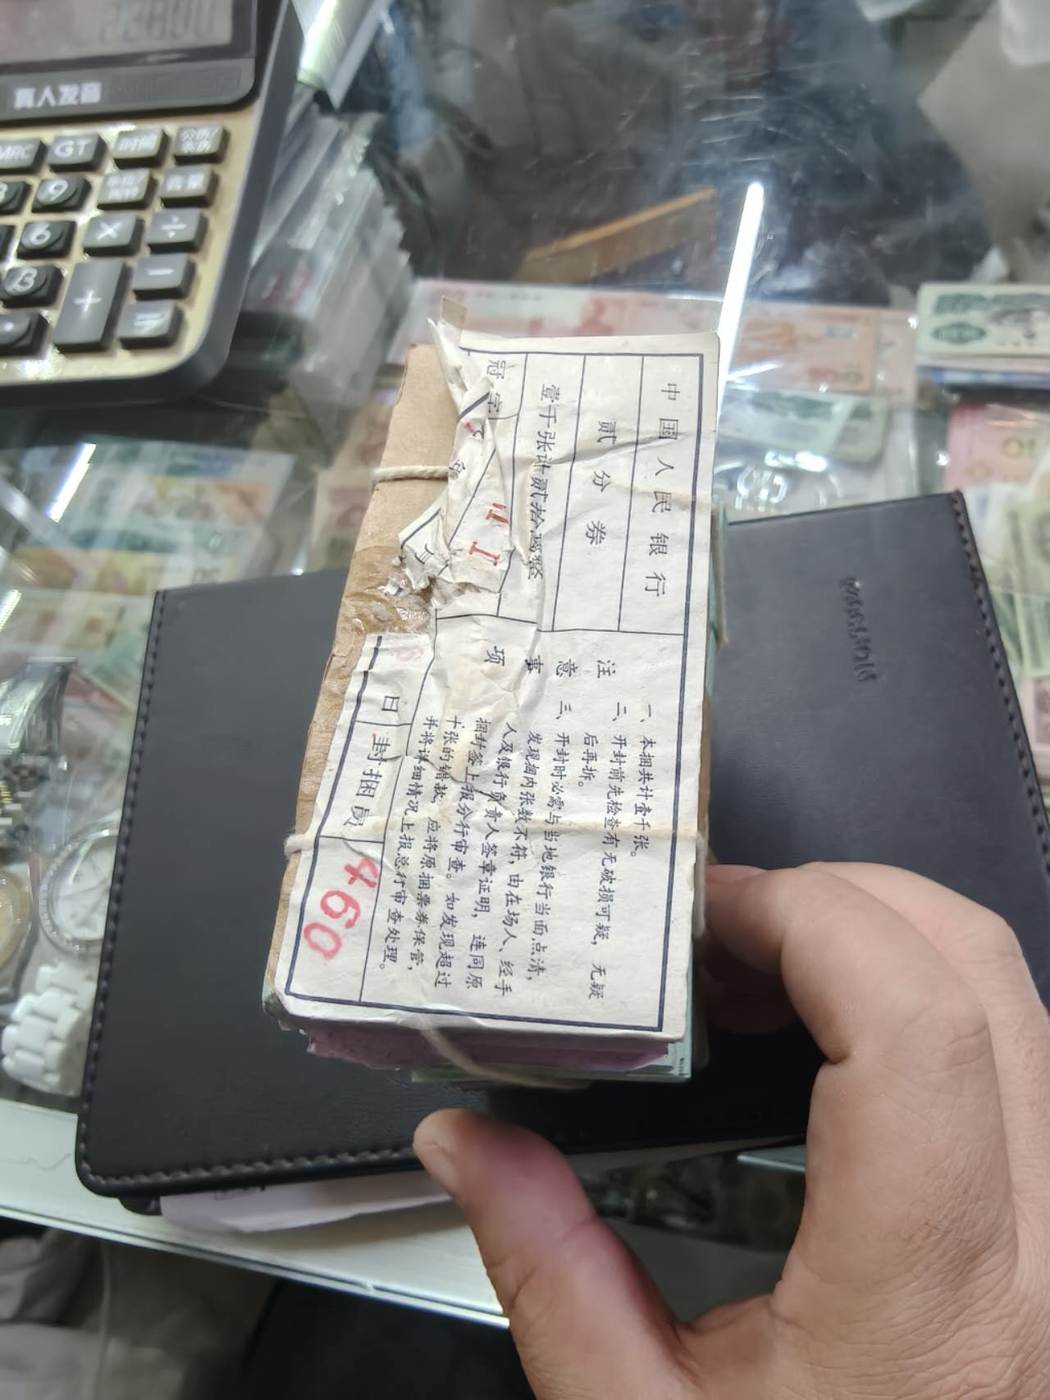 真人发音
MRC
GT
9
6
×
÷
+
−
=
中国人民银行
贰分券
壹千张计贰拾圆整
冠字
4 I
注意事项
一、本捆共计壹千张。
二、开封前先检查有无破损可疑，无疑
后再拆。
三、开封时必需与当地银行当面点清，
发现捆内张数不符，由在场人、经手
人及银行负责人签章证明，连同原
捆封签上报分行审查。如发现超过
十张的错款，应将原捆票券保管，
并将详细情况上报总行审查处理。
月
日
封捆员
460